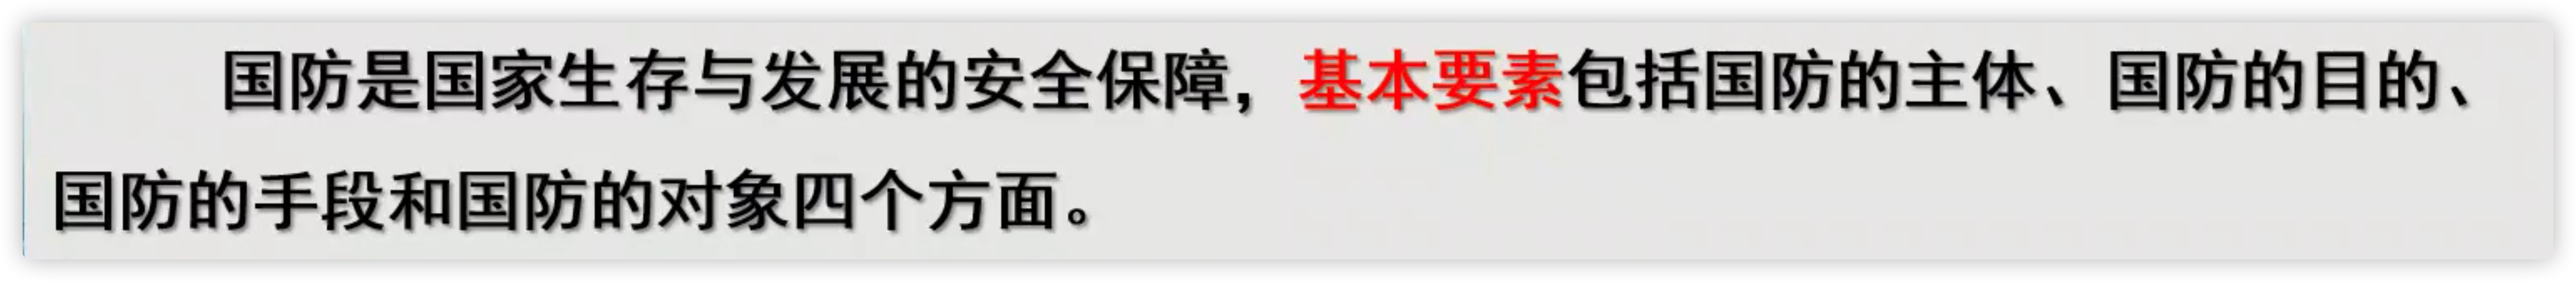 国防是国家生存与发展的安全保障，基本要素包括国防的主体、国防的目的、
国防的手段和国防的对象四个方面。